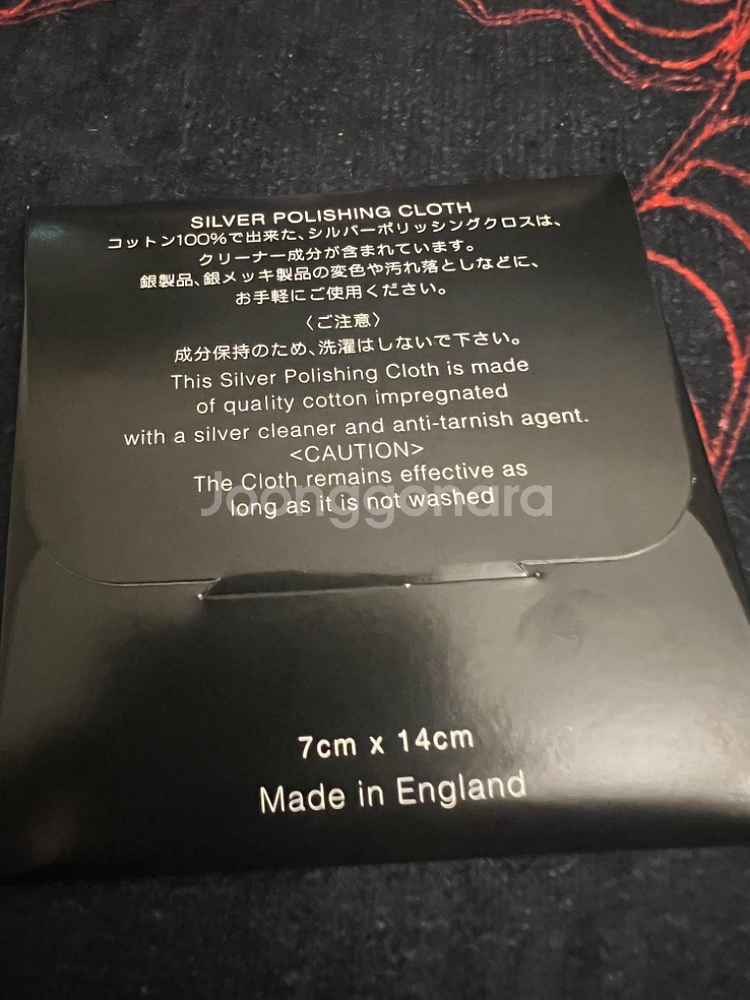 SILVER POLISHING CLOTH
コットン100%で出来た、シルバーポリッシングクロスは、
クリーナー成分が含まれています。
銀製品、銀メッキ製品の変色や汚れ落としなどに、
お手軽にご使用ください。
〈ご注意〉
成分保持のため、洗濯はしないで下さい。
This Silver Polishing Cloth is made
of quality cotton impregnated
with a silver cleaner and anti-tarnish agent.
<CAUTION>
The Cloth remains effective as
long as it is not washed
Joonggonara
7cm x 14cm
Made in England